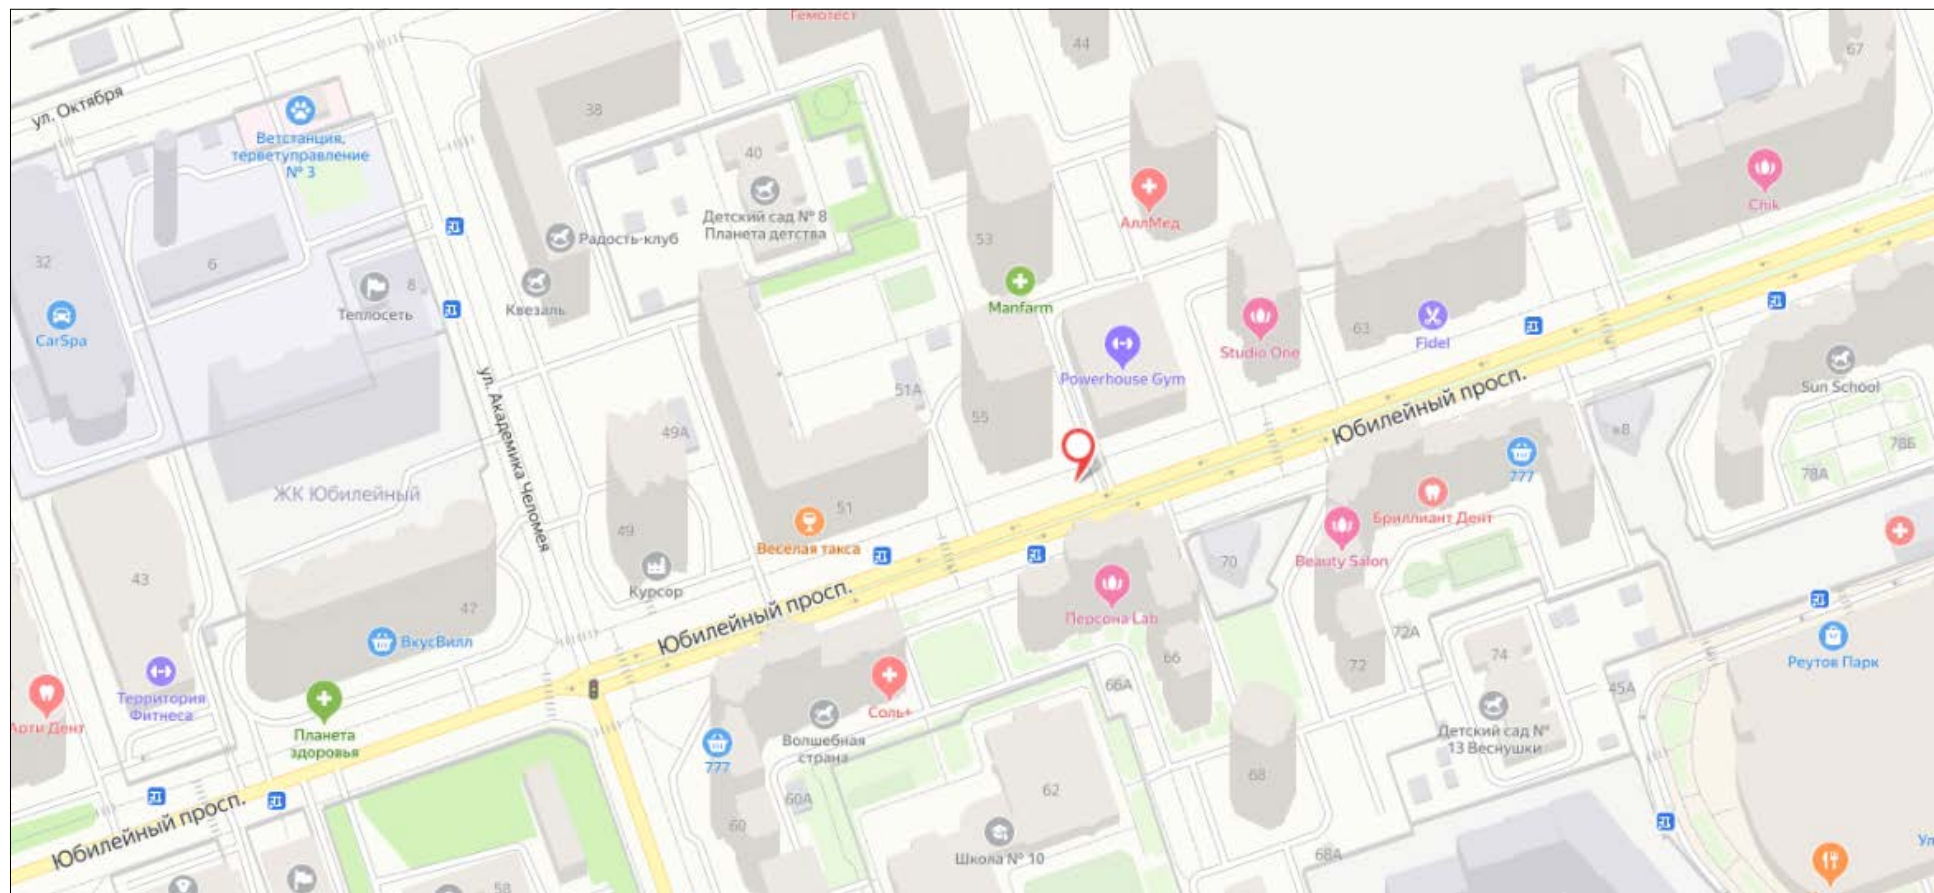 Гемотест
44
67
ул. Октября
38
Ветстанция,
терветуправление
№ 3
40
Детский сад № 8
Планета детства
АллМед
Chik
Радость-клуб
53
32
6
8
Теплосеть
Квезаль
Manfarm
CarSpa
63
Fidel
Studio One
Powerhouse Gym
Sun School
ул. Академика Челомея
51А
55
49А
Юбилейный просп.
78Б
78А
777
ЖК Юбилейный
51
Бриллиант Дент
49
Весёлая такса
Beauty Salon
70
43
Курсор
47
Юбилейный просп.
Персона Lab
72А
ВкусВилл
66
72
74
Реутов Парк
66А
45А
Территория
Фитнеса
Арти Дент
Соль+
Планета
здоровья
Волшебная
страна
777
Детский сад №
13 Веснушки
68
60А
62
Юбилейный просп.
60
Школа № 10
68А
58